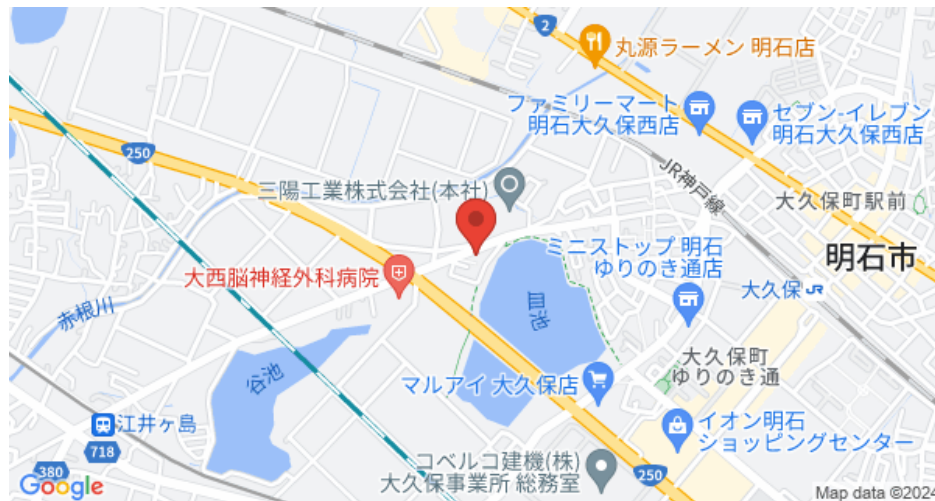 2
丸源ラーメン 明石店
ファミリーマート
明石大久保西店
セブン-イレブン
明石大久保西店
250
三陽工業株式会社(本社)
JR神戸線
大久保町駅前
明石市
ミニストップ 明石
ゆりのき通店
大西脳神経外科病院
大久保 JR
赤根川
皿池
谷池
大久保町
ゆりのき通
マルアイ 大久保店
江井ヶ島
718
イオン明石
ショッピングセンター
コベルコ建機(株)
大久保事業所 総務室
380
250
Google
Map data ©2024